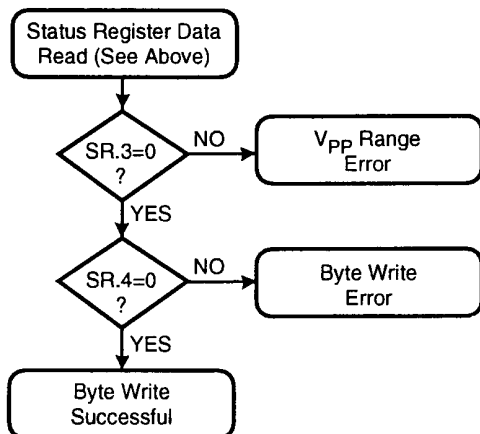 Status Register Data
Read (See Above)
SR.3=0
?
NO
VPP Range
Error
YES
SR.4=0
?
NO
Byte Write
Error
YES
Byte Write
Successful